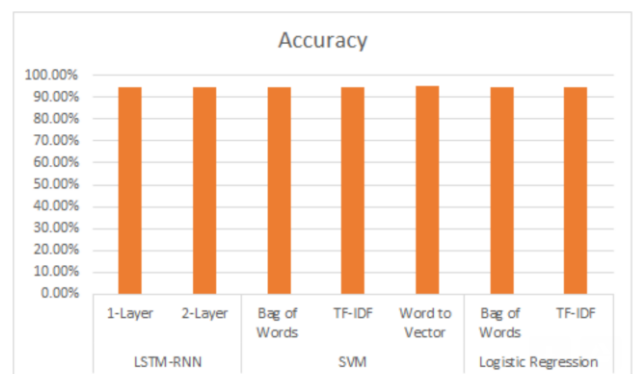 Accuracy
100.00%
90.00%
80.00%
70.00%
60.00%
50.00%
40.00%
30.00%
20.00%
10.00%
0.00%
1-Layer 2-Layer Bag of TF-IDF Word to Bag of TF-IDF
Words Vector Words
LSTM-RNN SVM Logistic Regression